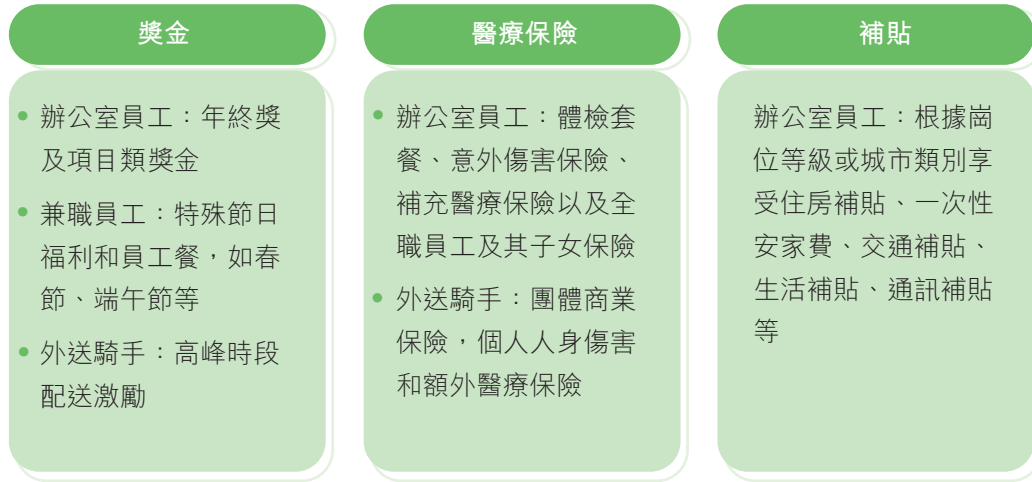 獎金
• 辦公室員工：年終獎
及項目類獎金
• 兼職員工：特殊節日
福利和員工餐，如春
節、端午節等
• 外送騎手：高峰時段
配送激勵
醫療保險
• 辦公室員工：體檢套
餐、意外傷害保險、
補充醫療保險以及全
職員工及其子女保險
• 外送騎手：團體商業
保險，個人人身傷害
和額外醫療保險
補貼
辦公室員工：根據崗
位等級或城市類別享
受住房補貼、一次性
安家費、交通補貼、
生活補貼、通訊補貼
等